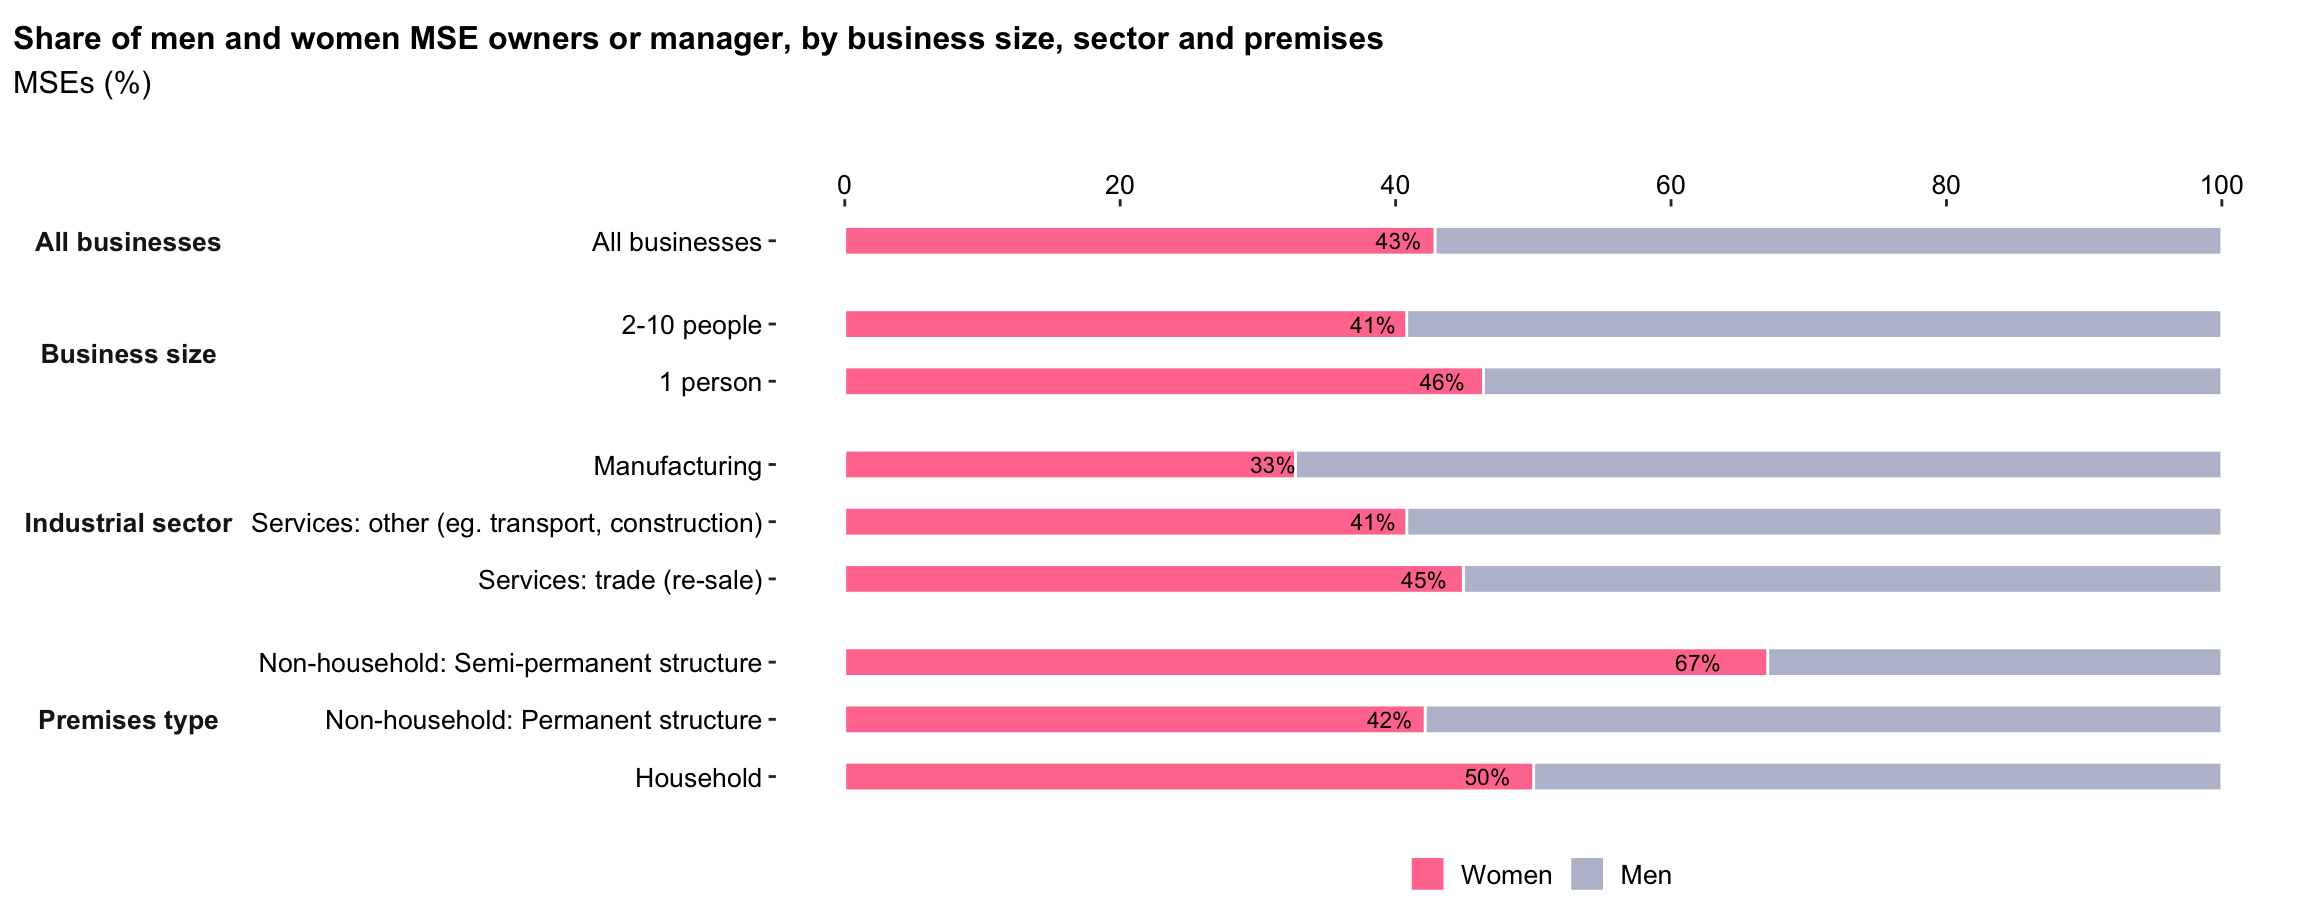 Share of men and women MSE owners or manager, by business size, sector and premises
MSEs (%)
0 20 40 60 80 100
All businesses All businesses 43%
2-10 people 41%
Business size
1 person 46%
Manufacturing 33%
Industrial sector Services: other (eg. transport, construction) 41%
Services: trade (re-sale) 45%
Non-household: Semi-permanent structure 67%
Premises type Non-household: Permanent structure 42%
Household 50%
Women Men